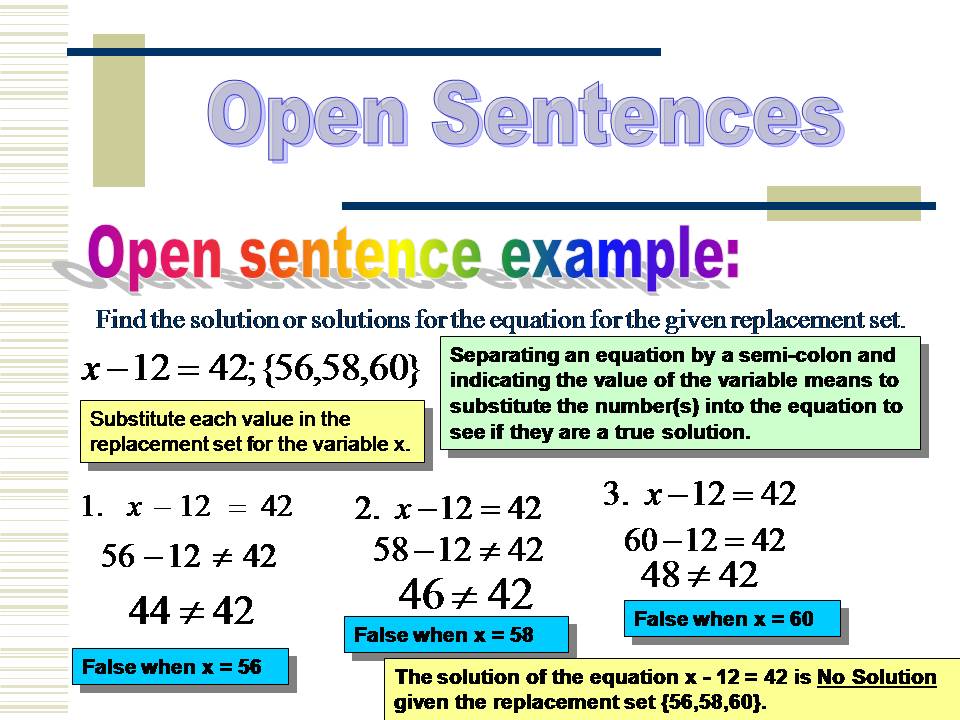 Open Sentences
Open sentence example:
Find the solution or solutions for the equation for the given replacement set.
x – 12 = 42; {56,58,60}
Separating an equation by a semi-colon and
indicating the value of the variable means to
substitute the number(s) into the equation to
see if they are a true solution.
Substitute each value in the
replacement set for the variable x.
1. x – 12 = 42
56 – 12 ≠ 42
44 ≠ 42
False when x = 56
2. x – 12 = 42
58 – 12 ≠ 42
46 ≠ 42
False when x = 58
3. x – 12 = 42
60 – 12 = 42
48 ≠ 42
False when x = 60
The solution of the equation x - 12 = 42 is No Solution
given the replacement set {56,58,60}.